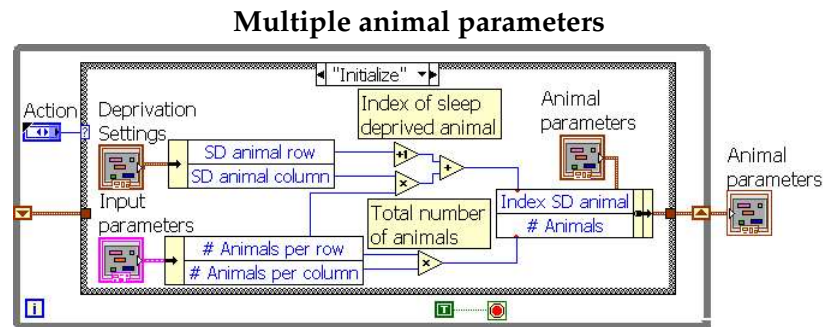 Multiple animal parameters
"Initialize"
Action
Deprivation
Settings
Index of sleep
deprived animal
Animal
parameters
SD animal row
SD animal column
+1
+
×
Animal
parameters
Input
parameters
Total number
of animals
Index SD animal
# Animals
# Animals per row
# Animals per column
×
i
T